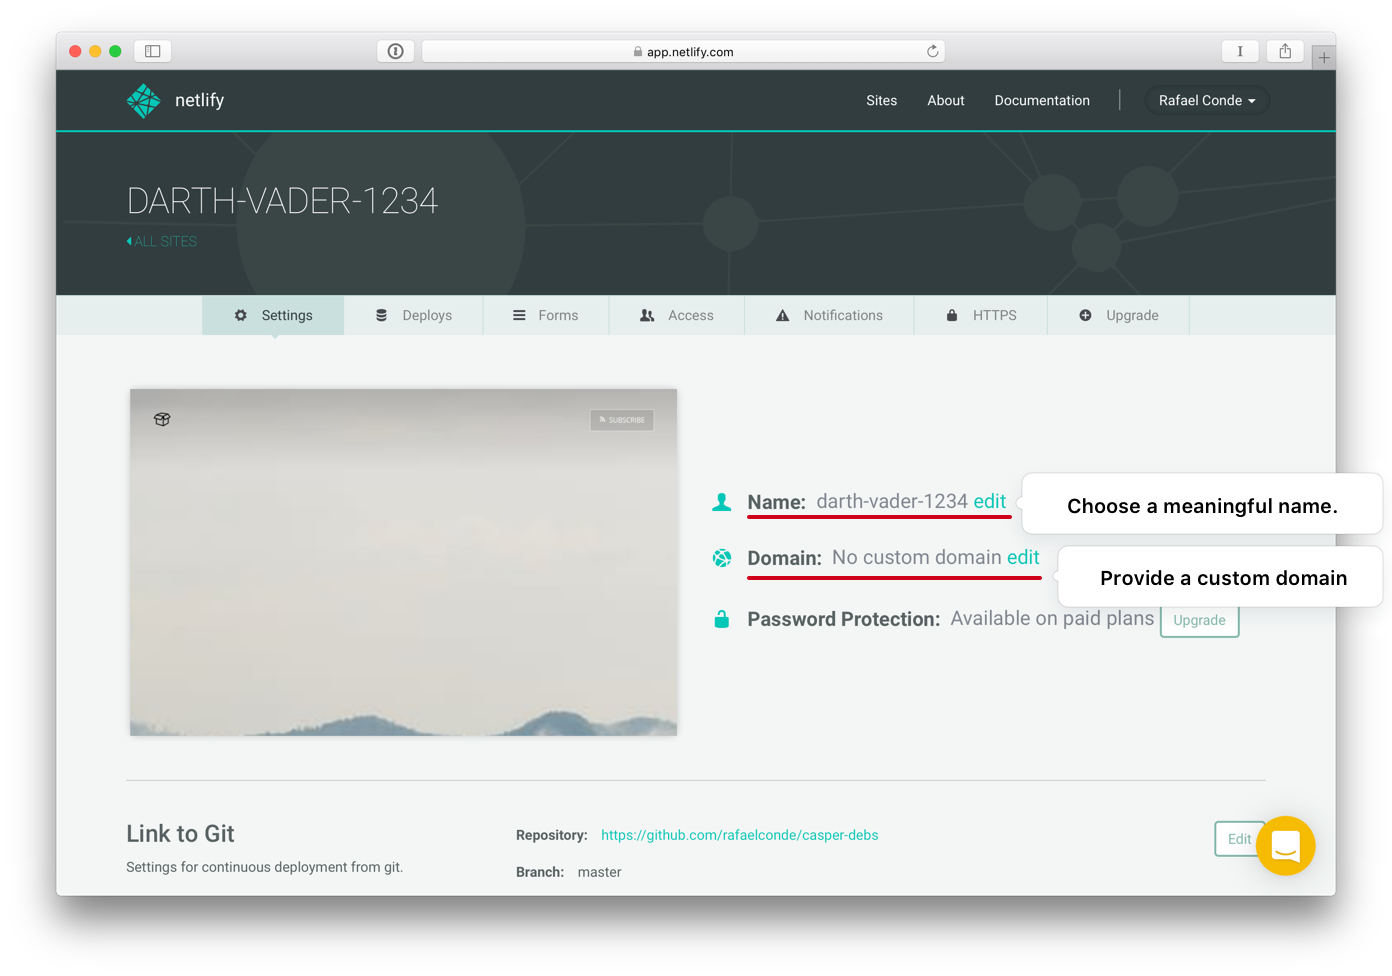 app.netlify.com
netlify
Sites About Documentation Rafael Conde
DARTH-VADER-1234
ALL SITES
Settings Deploys Forms Access Notifications HTTPS Upgrade
SUBSCRIBE
Name: darth-vader-1234 edit
Choose a meaningful name.
Domain: No custom domain edit
Provide a custom domain
Password Protection: Available on paid plans Upgrade
Link to Git
Settings for continuous deployment from git.
Repository: https://github.com/rafaelconde/casper-debs
Branch: master
Edit